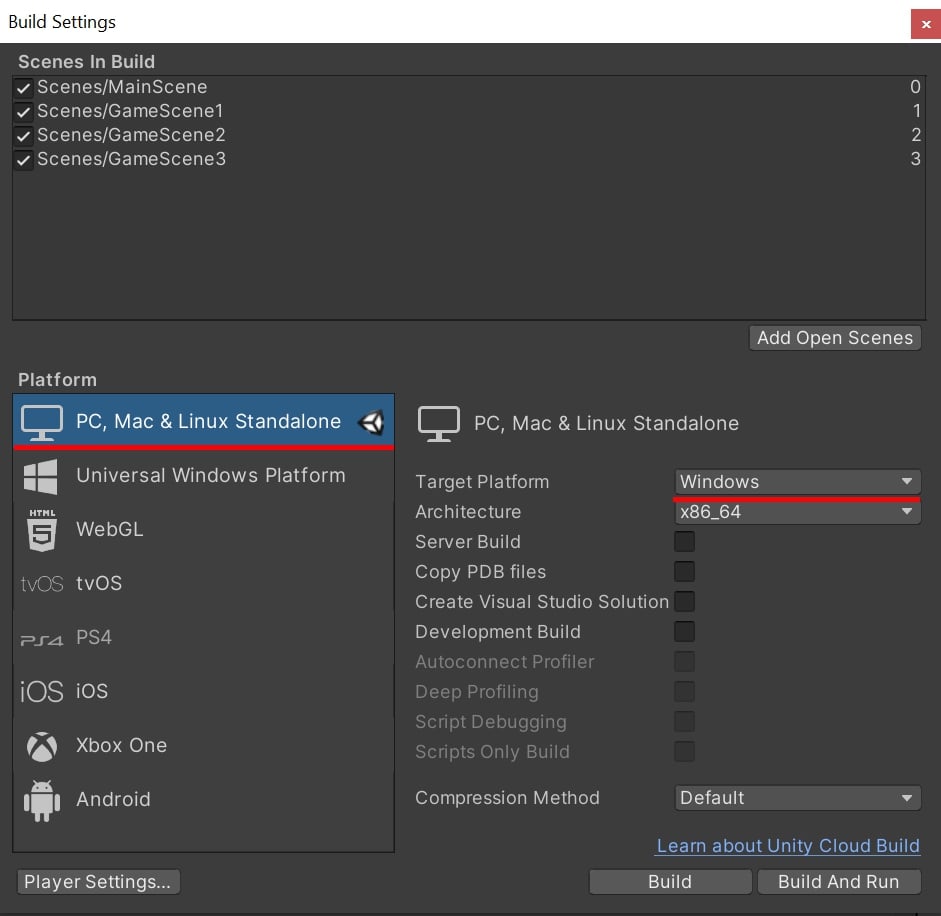 Build Settings
Scenes In Build
Scenes/MainScene 0
Scenes/GameScene1 1
Scenes/GameScene2 2
Scenes/GameScene3 3
Add Open Scenes
Platform
PC, Mac & Linux Standalone
Universal Windows Platform
HTML
5
WebGL
tvOS tvOS
PS4 PS4
iOS iOS
Xbox One
Android
PC, Mac & Linux Standalone
Target Platform Windows
Architecture x86_64
Server Build
Copy PDB files
Create Visual Studio Solution
Development Build
Autoconnect Profiler
Deep Profiling
Script Debugging
Scripts Only Build
Compression Method Default
Learn about Unity Cloud Build
Player Settings... Build Build And Run